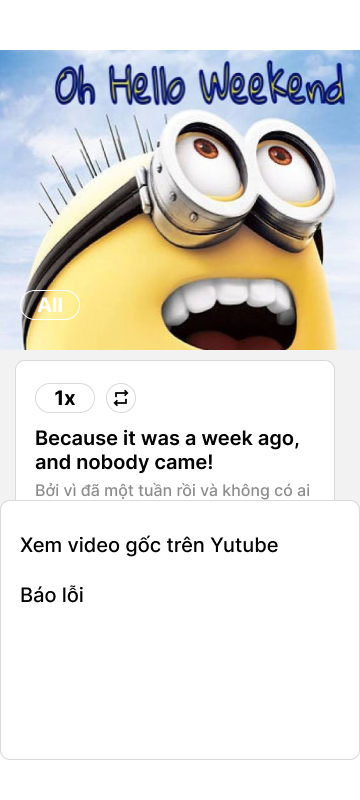 Oh Hello Weekend
All
1x
Because it was a week ago,
and nobody came!
Bởi vì đã một tuần rồi và không có ai
Xem video gốc trên Yutube
Báo lỗi